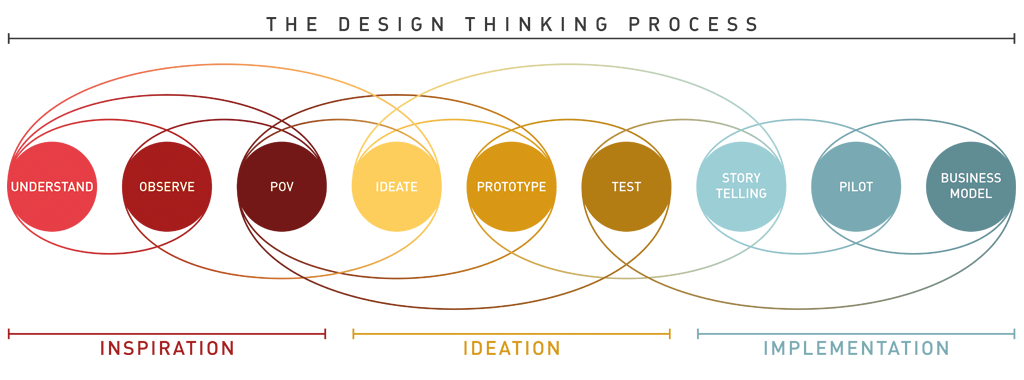 THE DESIGN THINKING PROCESS
UNDERSTAND
OBSERVE
POV
IDEATE
PROTOTYPE
TEST
STORY
TELLING
PILOT
BUSINESS
MODEL
INSPIRATION
IDEATION
IMPLEMENTATION